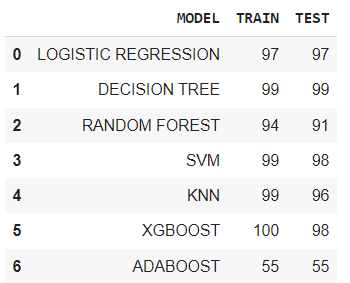 MODEL TRAIN TEST
0 LOGISTIC REGRESSION 97 97
1 DECISION TREE 99 99
2 RANDOM FOREST 94 91
3 SVM 99 98
4 KNN 99 96
5 XGBOOST 100 98
6 ADABOOST 55 55